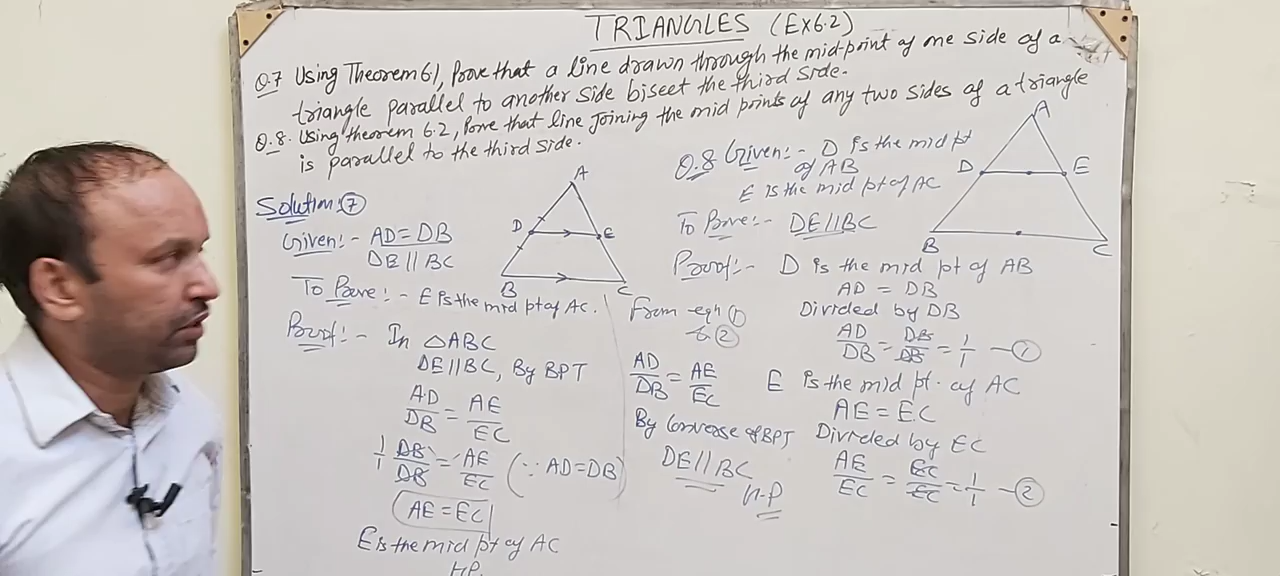 TRIANGLES (Ex6.2)
Q.7 Using Theorem 6.1, Prove that a line drawn through the mid-point of one side of a
triangle parallel to another side bisect the third side.
Q.8. Using theorem 6.2, Prove that line joining the mid points of any two sides of a triangle
is parallel to the third side.
Solution:⑦
Given:- AD=DB
DE||BC
To Prove:- E is the mid pt of AC.
Proof:- In △ABC
DE||BC, By BPT
AD/DB = AE/EC
1/1 DB/DB = AE/EC (∵ AD=DB)
AE=EC
E is the mid pt of AC
H.P.
A
D
E
B
C
Q.8 Given:- D is the mid pt
of AB
E is the mid pt of AC
To Prove:- DE||BC
Proof:- D is the mid pt of AB
AD = DB
Divided by DB
AD/DB = DB/DB = 1/1 —①
E is the mid pt. of AC
AE=EC
Divided by EC
AE/EC = EC/EC = 1/1 —②
From eqn ①
& ②
AD/DB = AE/EC
By Converse of BPT,
DE||BC
H.P
A
D
E
B
C